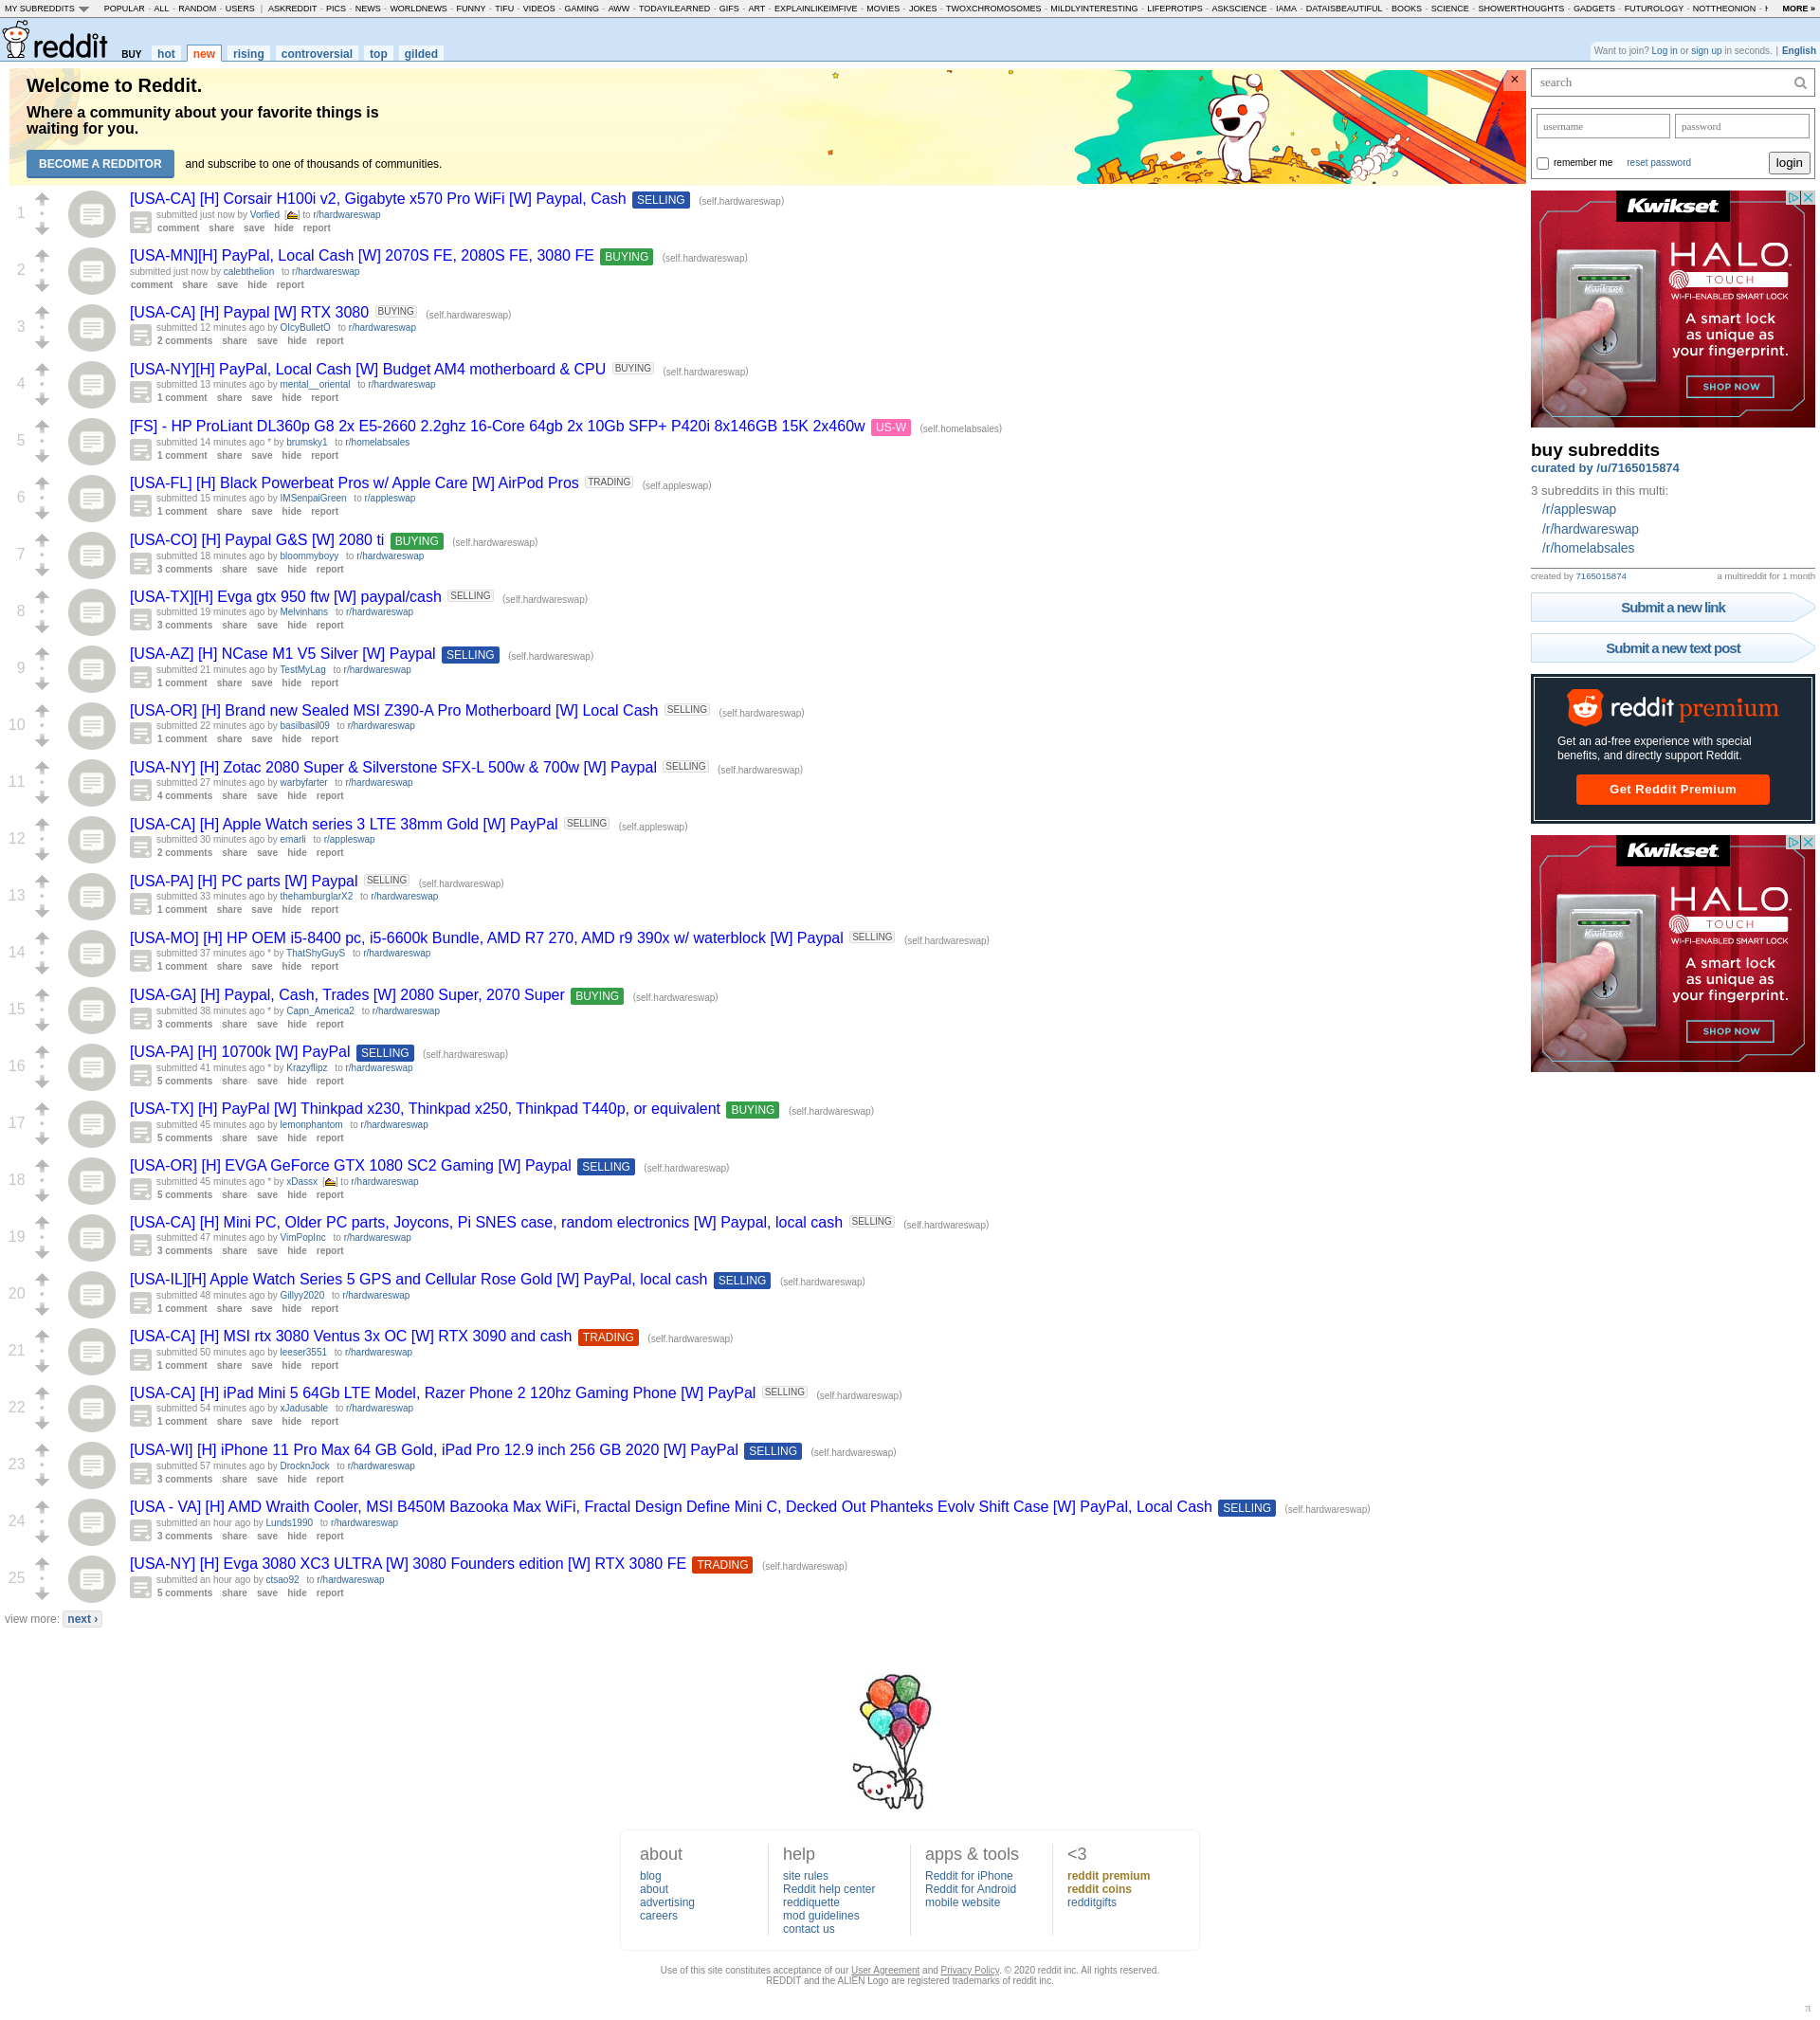 MY SUBREDDITS POPULAR - ALL - RANDOM - USERS | ASKREDDIT - PICS - NEWS - WORLDNEWS - FUNNY - TIFU - VIDEOS - GAMING - AWW - TODAYILEARNED - GIFS - ART - EXPLAINLIKEIMFIVE - MOVIES - JOKES - TWOXCHROMOSOMES - MILDLYINTERESTING - LIFEPROTIPS - ASKSCIENCE - IAMA - DATAISBEAUTIFUL - BOOKS - SCIENCE - SHOWERTHOUGHTS - GADGETS - FUTUROLOGY - NOTTHEONION - MORE »
reddit BUY hot new rising controversial top gilded
Want to join? Log in or sign up in seconds. | English
Welcome to Reddit.
Where a community about your favorite things is
waiting for you.
BECOME A REDDITOR and subscribe to one of thousands of communities.
×
1
[USA-CA] [H] Corsair H100i v2, Gigabyte x570 Pro WiFi [W] Paypal, Cash SELLING (self.hardwareswap)
submitted just now by Vorfied [ ] to r/hardwareswap
comment share save hide report
2
[USA-MN][H] PayPal, Local Cash [W] 2070S FE, 2080S FE, 3080 FE BUYING (self.hardwareswap)
submitted just now by calebthelion to r/hardwareswap
comment share save hide report
3
[USA-CA] [H] Paypal [W] RTX 3080 BUYING (self.hardwareswap)
submitted 12 minutes ago by OIcyBulletO to r/hardwareswap
2 comments share save hide report
4
[USA-NY][H] PayPal, Local Cash [W] Budget AM4 motherboard & CPU BUYING (self.hardwareswap)
submitted 13 minutes ago by mental__oriental to r/hardwareswap
1 comment share save hide report
5
[FS] - HP ProLiant DL360p G8 2x E5-2660 2.2ghz 16-Core 64gb 2x 10Gb SFP+ P420i 8x146GB 15K 2x460w US-W (self.homelabsales)
submitted 14 minutes ago * by brumsky1 to r/homelabsales
1 comment share save hide report
6
[USA-FL] [H] Black Powerbeat Pros w/ Apple Care [W] AirPod Pros TRADING (self.appleswap)
submitted 15 minutes ago by IMSenpaiGreen to r/appleswap
1 comment share save hide report
7
[USA-CO] [H] Paypal G&S [W] 2080 ti BUYING (self.hardwareswap)
submitted 18 minutes ago by bloommyboyy to r/hardwareswap
3 comments share save hide report
8
[USA-TX][H] Evga gtx 950 ftw [W] paypal/cash SELLING (self.hardwareswap)
submitted 19 minutes ago by Melvinhans to r/hardwareswap
3 comments share save hide report
9
[USA-AZ] [H] NCase M1 V5 Silver [W] Paypal SELLING (self.hardwareswap)
submitted 21 minutes ago by TestMyLag to r/hardwareswap
1 comment share save hide report
10
[USA-OR] [H] Brand new Sealed MSI Z390-A Pro Motherboard [W] Local Cash SELLING (self.hardwareswap)
submitted 22 minutes ago by basilbasil09 to r/hardwareswap
1 comment share save hide report
11
[USA-NY] [H] Zotac 2080 Super & Silverstone SFX-L 500w & 700w [W] Paypal SELLING (self.hardwareswap)
submitted 27 minutes ago by warbyfarter to r/hardwareswap
4 comments share save hide report
12
[USA-CA] [H] Apple Watch series 3 LTE 38mm Gold [W] PayPal SELLING (self.appleswap)
submitted 30 minutes ago by emarli to r/appleswap
2 comments share save hide report
13
[USA-PA] [H] PC parts [W] Paypal SELLING (self.hardwareswap)
submitted 33 minutes ago by thehamburglarX2 to r/hardwareswap
1 comment share save hide report
14
[USA-MO] [H] HP OEM i5-8400 pc, i5-6600k Bundle, AMD R7 270, AMD r9 390x w/ waterblock [W] Paypal SELLING (self.hardwareswap)
submitted 37 minutes ago * by ThatShyGuyS to r/hardwareswap
1 comment share save hide report
15
[USA-GA] [H] Paypal, Cash, Trades [W] 2080 Super, 2070 Super BUYING (self.hardwareswap)
submitted 38 minutes ago * by Capn_America2 to r/hardwareswap
3 comments share save hide report
16
[USA-PA] [H] 10700k [W] PayPal SELLING (self.hardwareswap)
submitted 41 minutes ago * by Krazyflipz to r/hardwareswap
5 comments share save hide report
17
[USA-TX] [H] PayPal [W] Thinkpad x230, Thinkpad x250, Thinkpad T440p, or equivalent BUYING (self.hardwareswap)
submitted 45 minutes ago by lemonphantom to r/hardwareswap
5 comments share save hide report
18
[USA-OR] [H] EVGA GeForce GTX 1080 SC2 Gaming [W] Paypal SELLING (self.hardwareswap)
submitted 45 minutes ago * by xDassx [ ] to r/hardwareswap
5 comments share save hide report
19
[USA-CA] [H] Mini PC, Older PC parts, Joycons, Pi SNES case, random electronics [W] Paypal, local cash SELLING (self.hardwareswap)
submitted 47 minutes ago by VimPopInc to r/hardwareswap
3 comments share save hide report
20
[USA-IL][H] Apple Watch Series 5 GPS and Cellular Rose Gold [W] PayPal, local cash SELLING (self.hardwareswap)
submitted 48 minutes ago by Gillyy2020 to r/hardwareswap
1 comment share save hide report
21
[USA-CA] [H] MSI rtx 3080 Ventus 3x OC [W] RTX 3090 and cash TRADING (self.hardwareswap)
submitted 50 minutes ago by leeser3551 to r/hardwareswap
1 comment share save hide report
22
[USA-CA] [H] iPad Mini 5 64Gb LTE Model, Razer Phone 2 120hz Gaming Phone [W] PayPal SELLING (self.hardwareswap)
submitted 54 minutes ago by xJadusable to r/hardwareswap
1 comment share save hide report
23
[USA-WI] [H] iPhone 11 Pro Max 64 GB Gold, iPad Pro 12.9 inch 256 GB 2020 [W] PayPal SELLING (self.hardwareswap)
submitted 57 minutes ago by DrocknJock to r/hardwareswap
3 comments share save hide report
24
[USA - VA] [H] AMD Wraith Cooler, MSI B450M Bazooka Max WiFi, Fractal Design Define Mini C, Decked Out Phanteks Evolv Shift Case [W] PayPal, Local Cash SELLING (self.hardwareswap)
submitted an hour ago by Lunds1990 to r/hardwareswap
3 comments share save hide report
25
[USA-NY] [H] Evga 3080 XC3 ULTRA [W] 3080 Founders edition [W] RTX 3080 FE TRADING (self.hardwareswap)
submitted an hour ago by ctsao92 to r/hardwareswap
5 comments share save hide report
view more: next ›
search
username password
remember me reset password login
Kwikset
HALO
TOUCH
WI-FI-ENABLED SMART LOCK
Kwikset
A smart lock
as unique as
your fingerprint.
SHOP NOW
buy subreddits
curated by /u/7165015874
3 subreddits in this multi:
/r/appleswap
/r/hardwareswap
/r/homelabsales
created by 7165015874 a multireddit for 1 month
Submit a new link
Submit a new text post
reddit premium
Get an ad-free experience with special
benefits, and directly support Reddit.
Get Reddit Premium
Kwikset
HALO
TOUCH
WI-FI-ENABLED SMART LOCK
Kwikset
A smart lock
as unique as
your fingerprint.
SHOP NOW
about
blog
about
advertising
careers
help
site rules
Reddit help center
reddiquette
mod guidelines
contact us
apps & tools
Reddit for iPhone
Reddit for Android
mobile website
<3
reddit premium
reddit coins
redditgifts
Use of this site constitutes acceptance of our User Agreement and Privacy Policy. © 2020 reddit inc. All rights reserved.
REDDIT and the ALIEN Logo are registered trademarks of reddit inc.
π